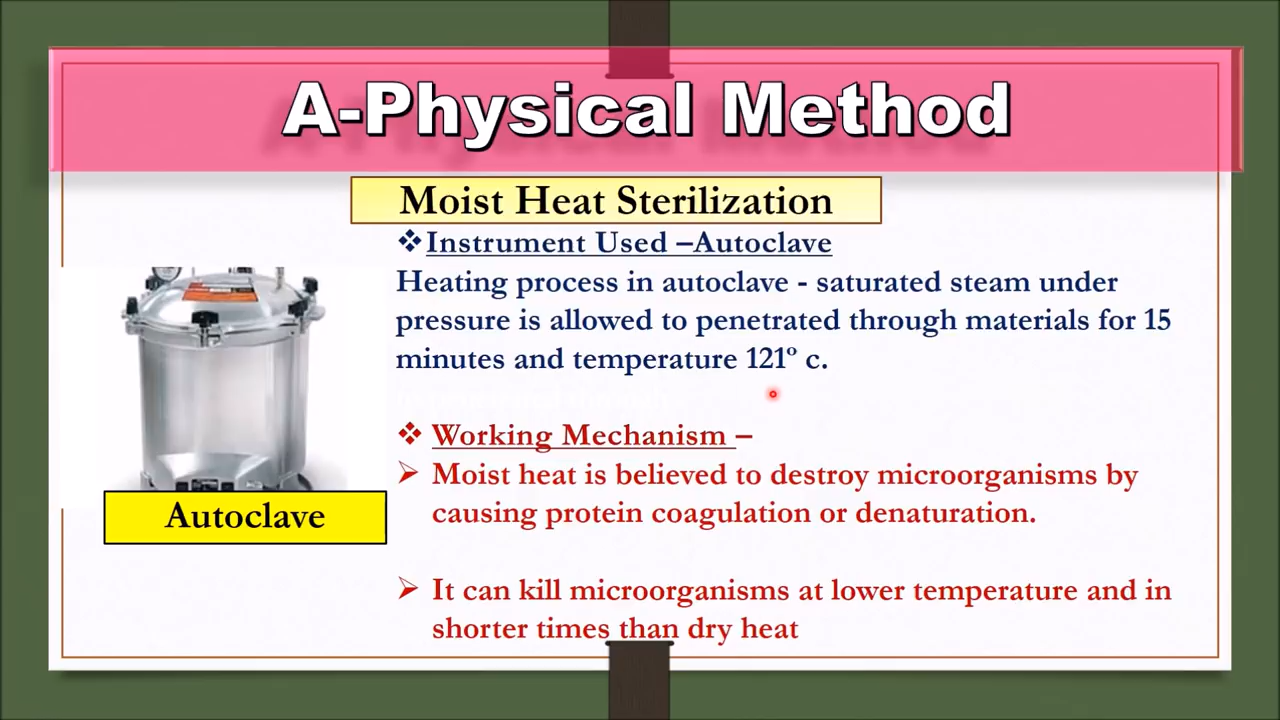 A-Physical Method
Moist Heat Sterilization
❖Instrument Used –Autoclave
Heating process in autoclave - saturated steam under
pressure is allowed to penetrated through materials for 15
minutes and temperature 121º c.
❖ Working Mechanism –
➢ Moist heat is believed to destroy microorganisms by
causing protein coagulation or denaturation.
Autoclave
➢ It can kill microorganisms at lower temperature and in
shorter times than dry heat